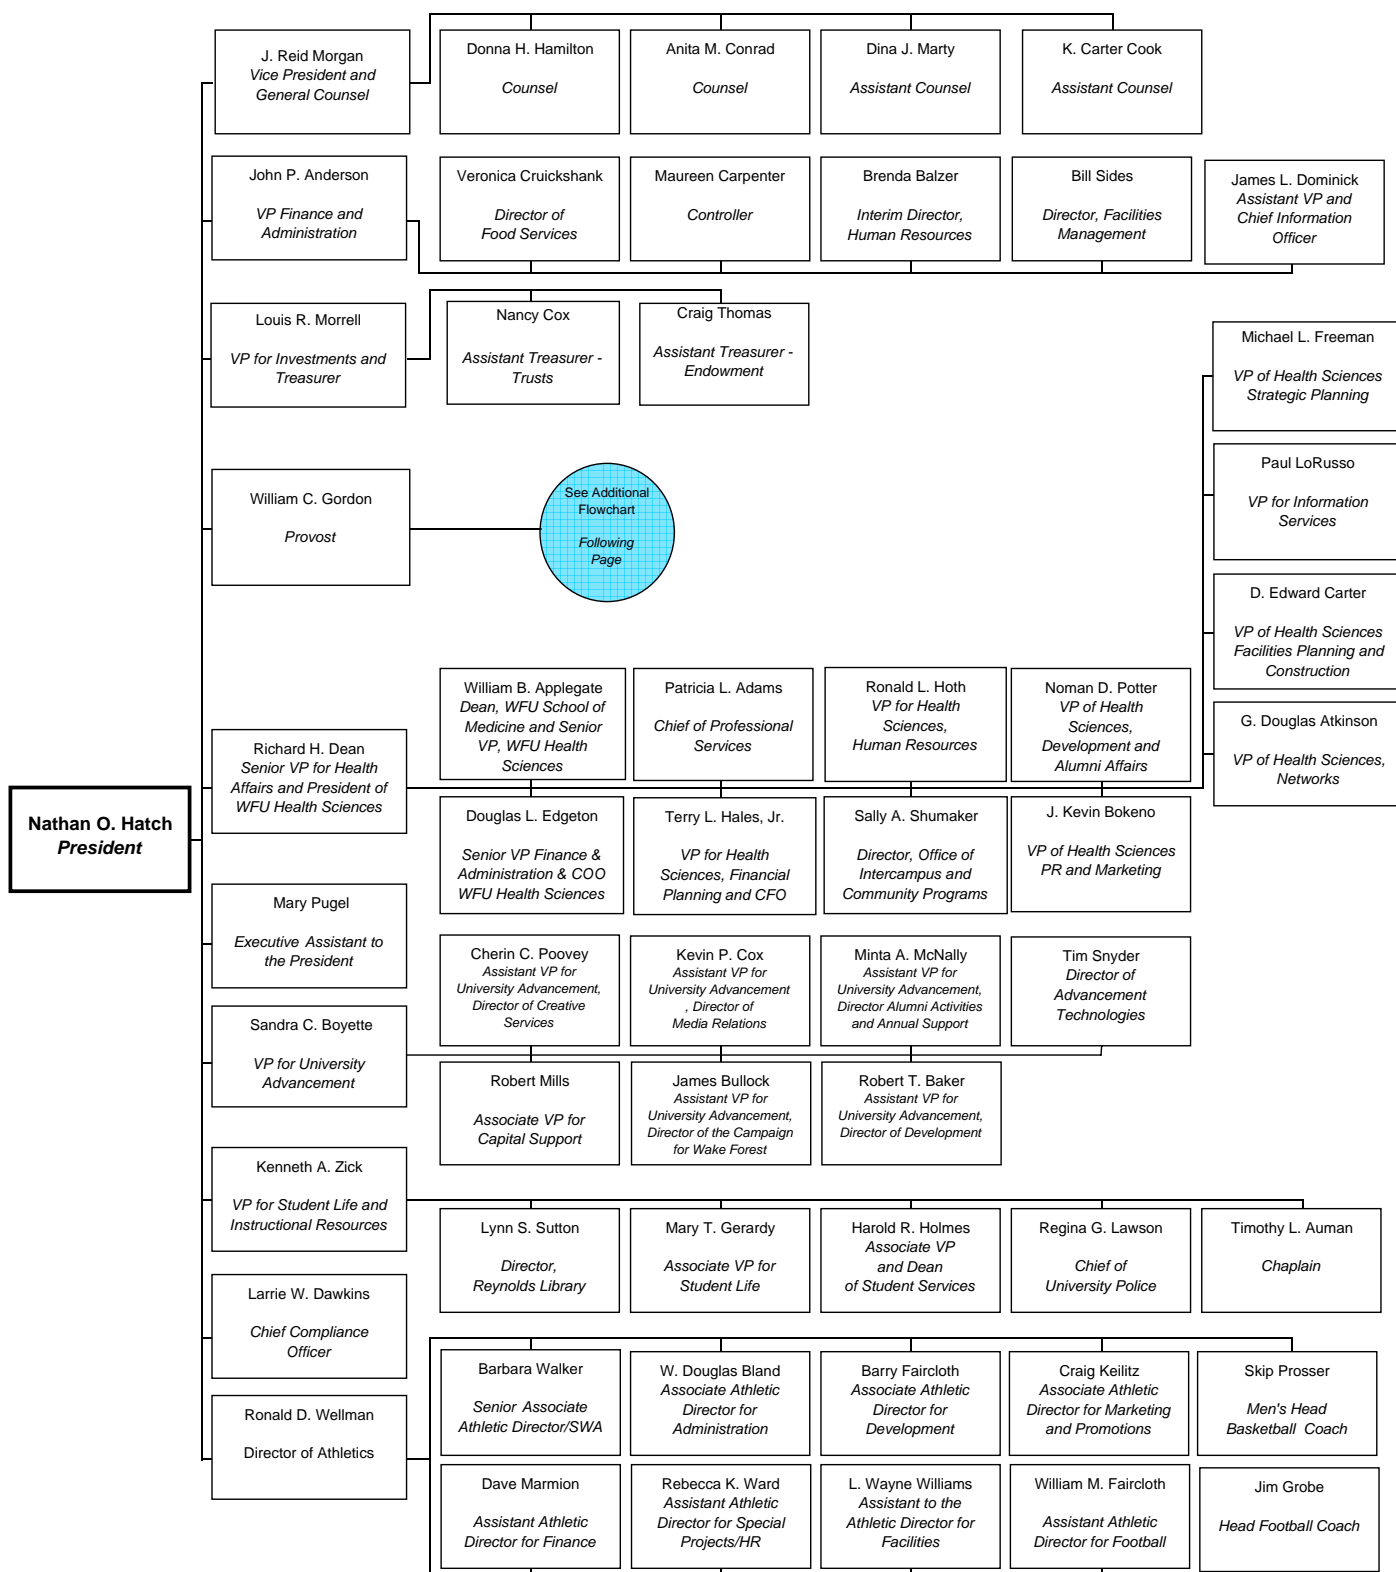 J. Reid Morgan
Vice President and
General Counsel
Donna H. Hamilton
Counsel
Anita M. Conrad
Counsel
Dina J. Marty
Assistant Counsel
K. Carter Cook
Assistant Counsel
John P. Anderson
VP Finance and
Administration
Veronica Cruickshank
Director of
Food Services
Maureen Carpenter
Controller
Brenda Balzer
Interim Director,
Human Resources
Bill Sides
Director, Facilities
Management
James L. Dominick
Assistant VP and
Chief Information
Officer
Louis R. Morrell
VP for Investments and
Treasurer
Nancy Cox
Assistant Treasurer -
Trusts
Craig Thomas
Assistant Treasurer -
Endowment
Michael L. Freeman
VP of Health Sciences
Strategic Planning
Paul LoRusso
VP for Information
Services
D. Edward Carter
VP of Health Sciences
Facilities Planning and
Construction
G. Douglas Atkinson
VP of Health Sciences,
Networks
William C. Gordon
Provost
See Additional
Flowchart
Following
Page
Nathan O. Hatch
President
Richard H. Dean
Senior VP for Health
Affairs and President of
WFU Health Sciences
William B. Applegate
Dean, WFU School of
Medicine and Senior
VP, WFU Health
Sciences
Patricia L. Adams
Chief of Professional
Services
Ronald L. Hoth
VP for Health
Sciences,
Human Resources
Noman D. Potter
VP of Health
Sciences,
Development and
Alumni Affairs
Douglas L. Edgeton
Senior VP Finance &
Administration & COO
WFU Health Sciences
Terry L. Hales, Jr.
VP for Health
Sciences, Financial
Planning and CFO
Sally A. Shumaker
Director, Office of
Intercampus and
Community Programs
J. Kevin Bokeno
VP of Health Sciences
PR and Marketing
Mary Pugel
Executive Assistant to
the President
Sandra C. Boyette
VP for University
Advancement
Cherin C. Poovey
Assistant VP for
University Advancement,
Director of Creative
Services
Kevin P. Cox
Assistant VP for
University Advancement
, Director of
Media Relations
Minta A. McNally
Assistant VP for
University Advancement,
Director Alumni Activities
and Annual Support
Tim Snyder
Director of
Advancement
Technologies
Robert Mills
Associate VP for
Capital Support
James Bullock
Assistant VP for
University Advancement,
Director of the Campaign
for Wake Forest
Robert T. Baker
Assistant VP for
University Advancement,
Director of Development
Kenneth A. Zick
VP for Student Life and
Instructional Resources
Lynn S. Sutton
Director,
Reynolds Library
Mary T. Gerardy
Associate VP for
Student Life
Harold R. Holmes
Associate VP
and Dean
of Student Services
Regina G. Lawson
Chief of
University Police
Timothy L. Auman
Chaplain
Larrie W. Dawkins
Chief Compliance
Officer
Ronald D. Wellman
Director of Athletics
Barbara Walker
Senior Associate
Athletic Director/SWA
W. Douglas Bland
Associate Athletic
Director for
Administration
Barry Faircloth
Associate Athletic
Director for
Development
Craig Keilitz
Associate Athletic
Director for Marketing
and Promotions
Skip Prosser
Men's Head
Basketball Coach
Dave Marmion
Assistant Athletic
Director for Finance
Rebecca K. Ward
Assistant Athletic
Director for Special
Projects/HR
L. Wayne Williams
Assistant to the
Athletic Director for
Facilities
William M. Faircloth
Assistant Athletic
Director for Football
Jim Grobe
Head Football Coach